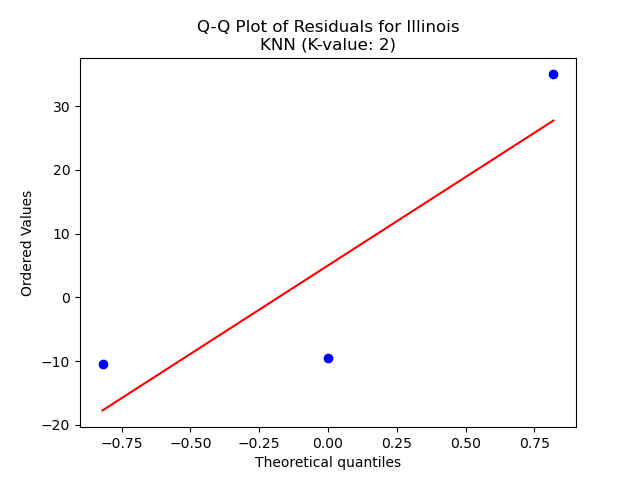 Q-Q Plot of Residuals for Illinois
KNN (K-value: 2)
Ordered Values
30
20
10
0
−10
−20
−0.75 −0.50 −0.25 0.00 0.25 0.50 0.75
Theoretical quantiles